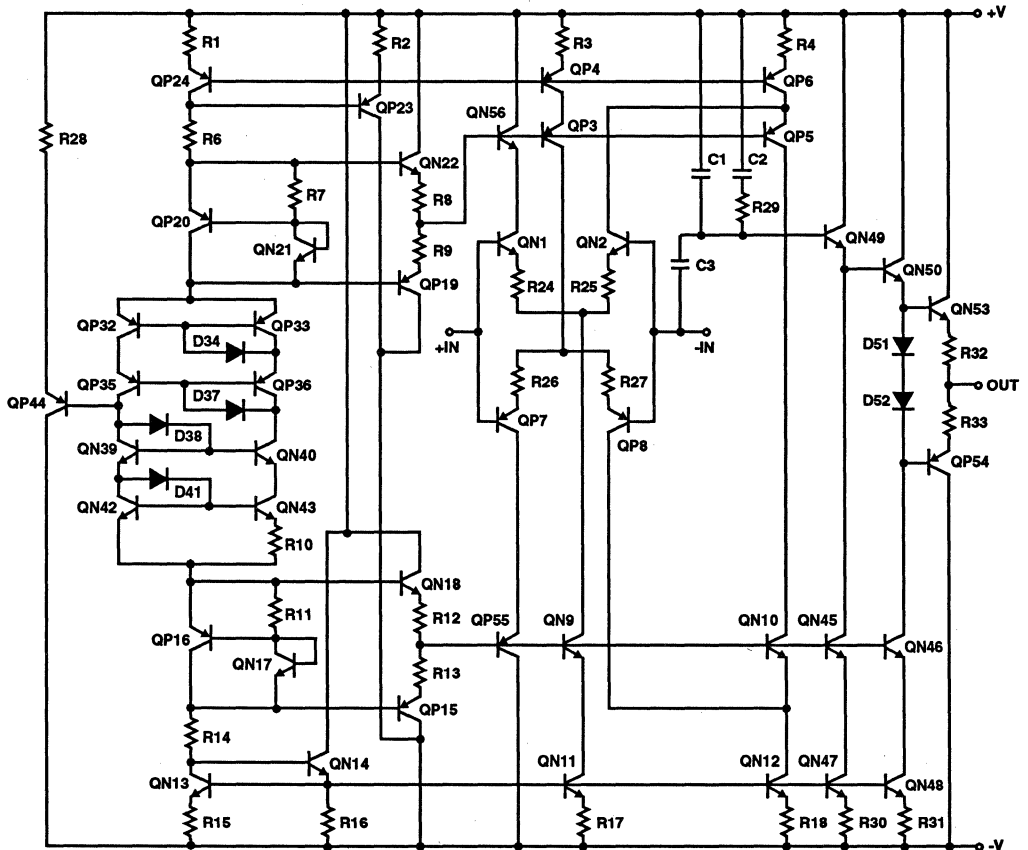 +V
R1
R2
R3
R4
QP24
QP4
QP6
QP23
QN56
QP3
QP5
R28
R6
QN22
C1
C2
R7
R8
R29
QP20
QN21
R9
QN1
QN2
QN49
QP19
R24
R25
C3
QN50
QP32
QP33
D34
+IN
-IN
QN53
D51
R32
QP35
QP36
D37
R26
R27
OUT
QP44
D38
D52
R33
QP7
QP8
QN39
QN40
QP54
D41
QN42
QN43
R10
QN18
R11
R12
QP55
QN9
QN10
QN45
QP16
QN17
R13
QN46
QP15
R14
QN14
QN11
QN12
QN47
QN13
QN48
R15
R16
R17
R18
R30
R31
-V